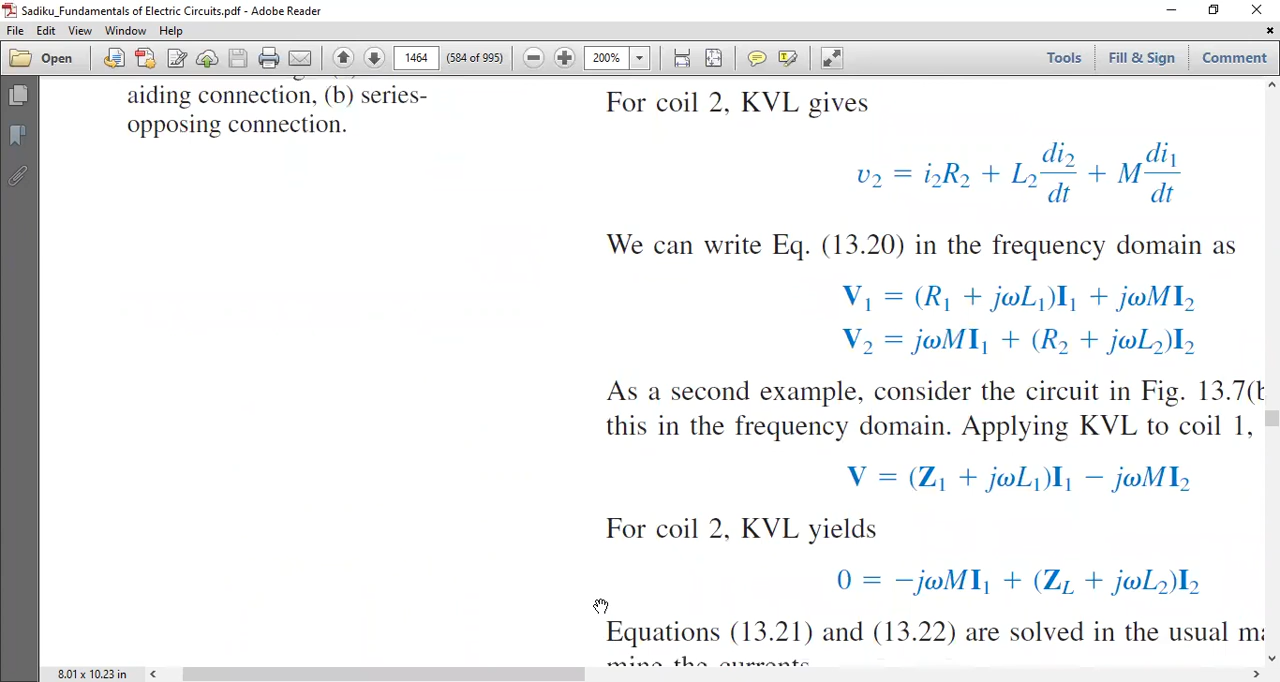 Sadiku_Fundamentals of Electric Circuits.pdf - Adobe Reader
File Edit View Window Help
Open 1464 (584 of 995) 200% Tools Fill & Sign Comment
aiding connection, (b) series-
opposing connection.
For coil 2, KVL gives
v₂ = i₂R₂ + L₂ di₂/dt + M di₁/dt
We can write Eq. (13.20) in the frequency domain as
V₁ = (R₁ + jωL₁)I₁ + jωMI₂
V₂ = jωMI₁ + (R₂ + jωL₂)I₂
As a second example, consider the circuit in Fig. 13.7(b
this in the frequency domain. Applying KVL to coil 1,
V = (Z₁ + jωL₁)I₁ − jωMI₂
For coil 2, KVL yields
0 = −jωMI₁ + (Z_L + jωL₂)I₂
Equations (13.21) and (13.22) are solved in the usual ma
mine the currents
8.01 x 10.23 in